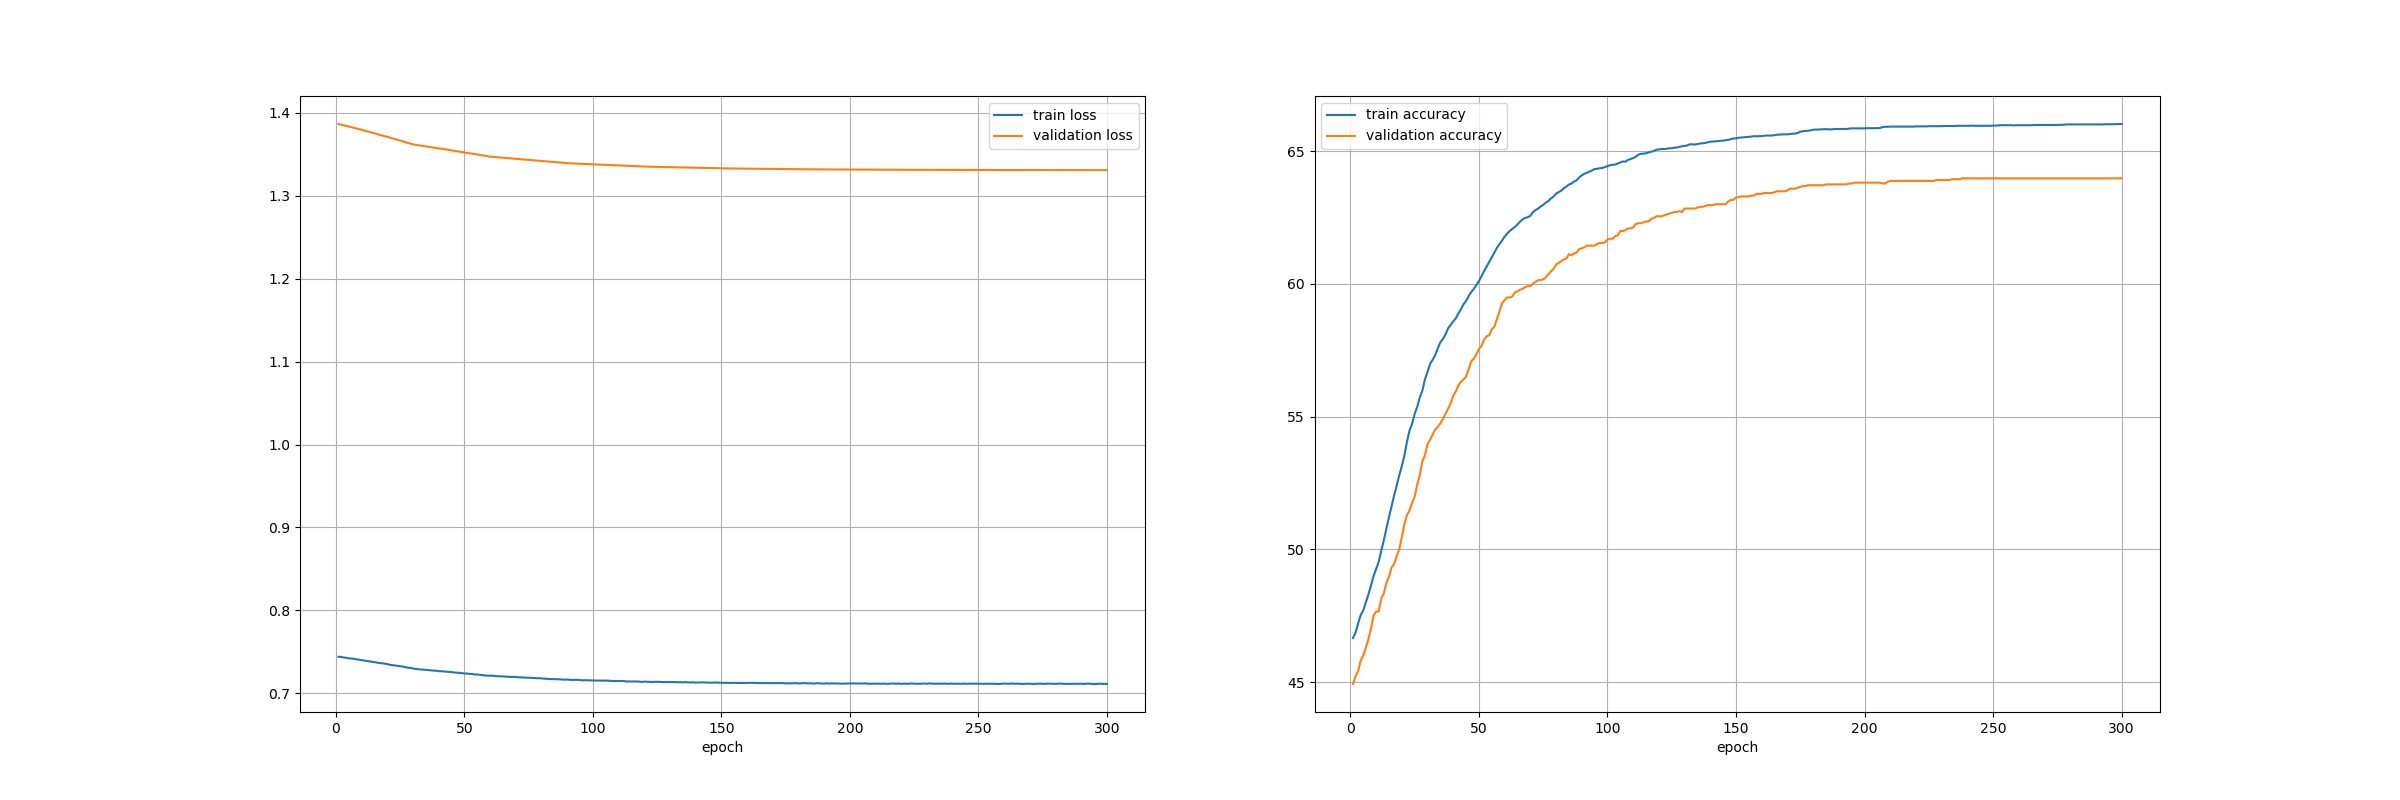 train loss
validation loss
1.4
1.3
1.2
1.1
1.0
0.9
0.8
0.7
0 50 100 150 200 250 300
epoch
train accuracy
validation accuracy
65
60
55
50
45
0 50 100 150 200 250 300
epoch